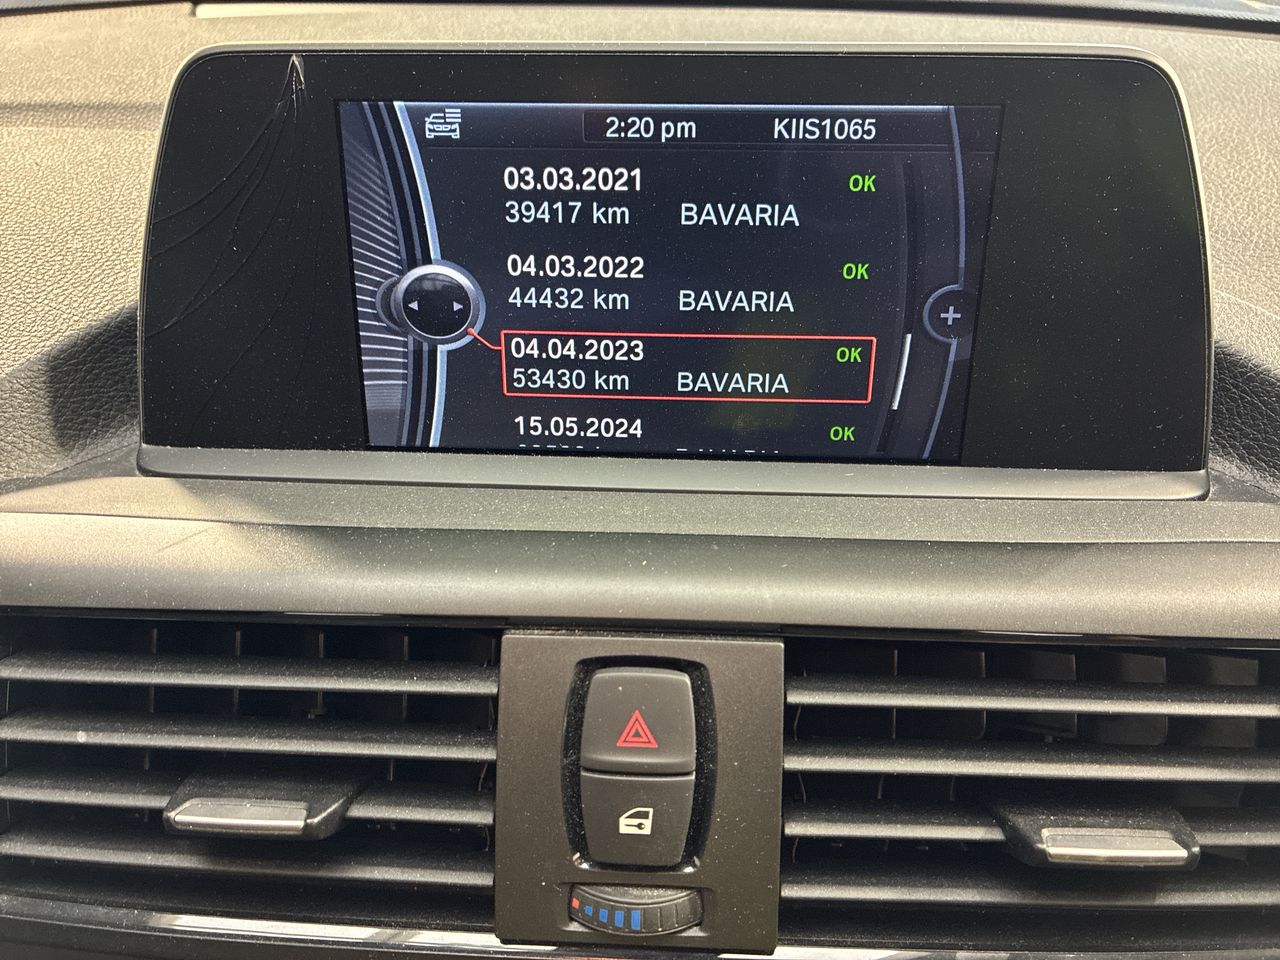 2:20 pm KIIS1065
03.03.2021 OK
39417 km BAVARIA
04.03.2022 OK
44432 km BAVARIA
04.04.2023 OK
53430 km BAVARIA
15.05.2024 OK